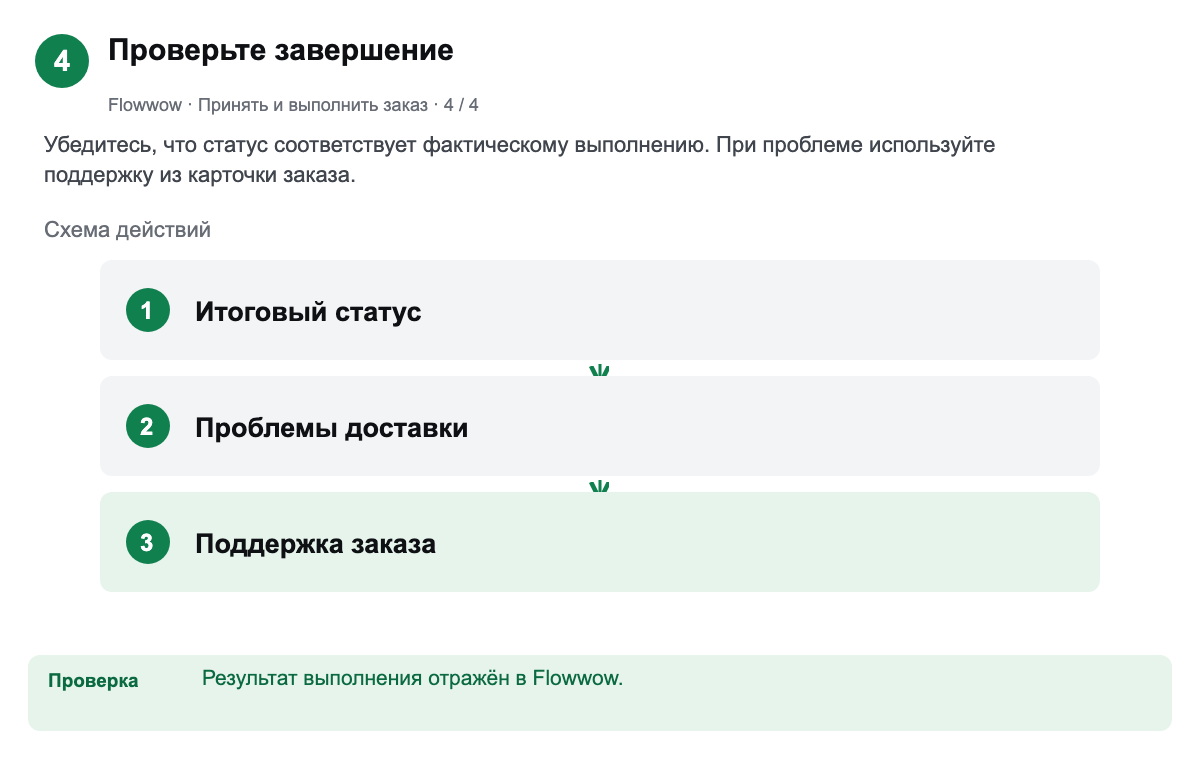 4
Проверьте завершение
Flowwow · Принять и выполнить заказ · 4 / 4
Убедитесь, что статус соответствует фактическому выполнению. При проблеме используйте
поддержку из карточки заказа.
Схема действий
1 Итоговый статус
2 Проблемы доставки
3 Поддержка заказа
Проверка Результат выполнения отражён в Flowwow.